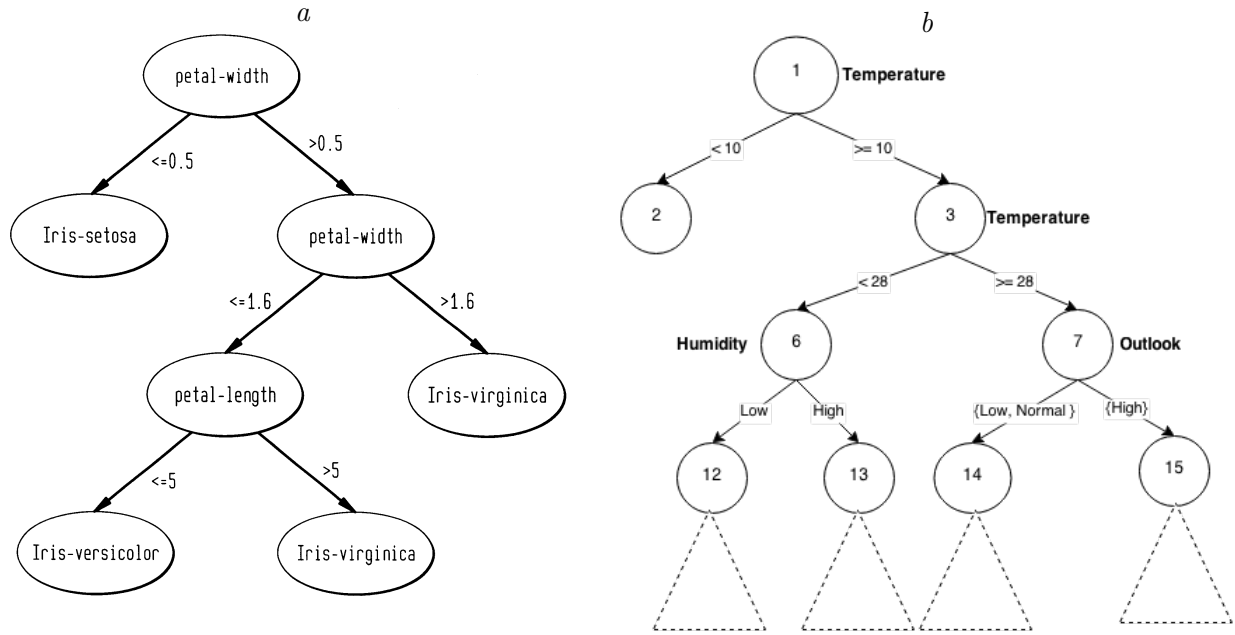 a
petal-width
<=0.5
>0.5
Iris-setosa
petal-width
<=1.6
>1.6
petal-length
Iris-virginica
<=5
>5
Iris-versicolor
Iris-virginica
b
1
Temperature
< 10
>= 10
2
3
Temperature
< 28
>= 28
Humidity
6
7
Outlook
Low
High
{Low, Normal }
{High}
12
13
14
15